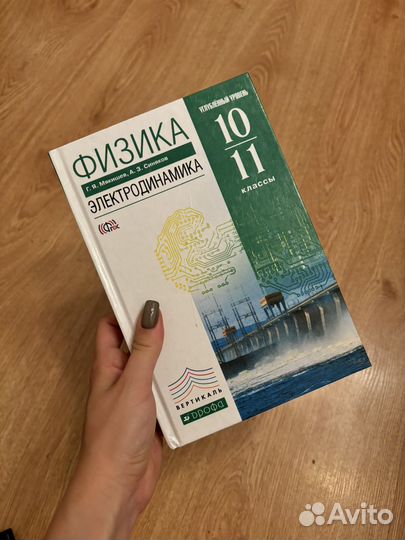 УГЛУБЛЁННЫЙ УРОВЕНЬ
10
11
классы
ФИЗИКА
Г. Я. Мякишев, А. З. Синяков
ЭЛЕКТРОДИНАМИКА
ФГОС
ВЕРТИКАЛЬ
дрофа
Avito